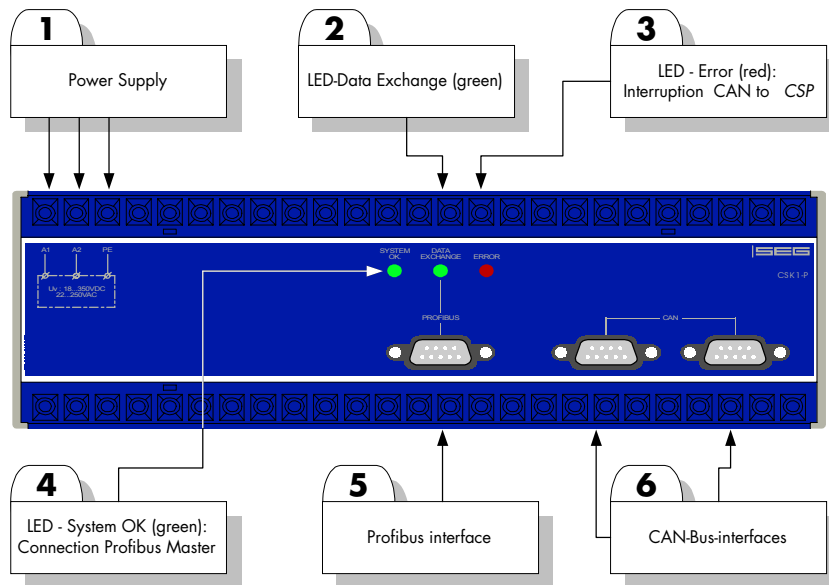 1
Power Supply
2
LED-Data Exchange (green)
3
LED - Error (red):
Interruption CAN to CSP
A1 A2 PE
Uv : 18...350VDC
22...250VAC
SYSTEM
OK
DATA
EXCHANGE
ERROR
SEG
CSK1-P
PROFIBUS
CAN
4
LED - System OK (green):
Connection Profibus Master
5
Profibus interface
6
CAN-Bus-interfaces